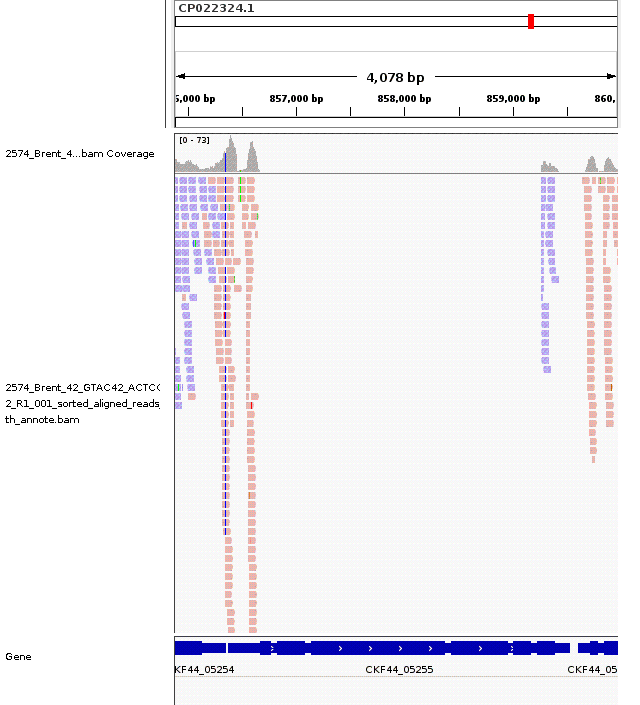 CP022324.1
4,078 bp
5,000 bp 857,000 bp 858,000 bp 859,000 bp 860,
[0 - 73]
2574_Brent_4...bam Coverage
2574_Brent_42_GTAC42_ACTCC
2_R1_001_sorted_aligned_reads_
th_annote.bam
Gene
KF44_05254 CKF44_05255 CKF44_05